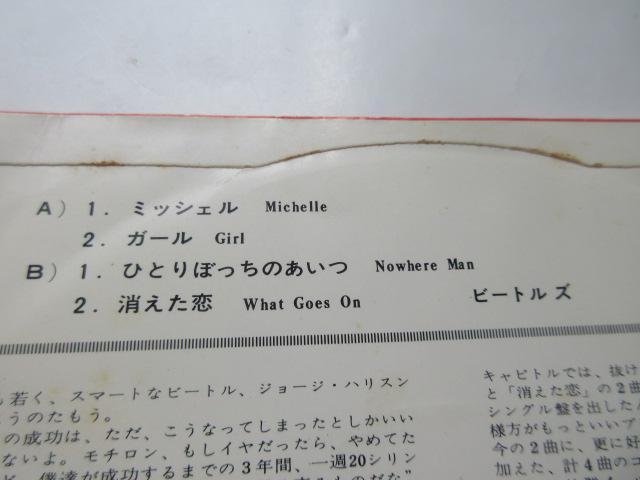 A) 1. ミッシェル Michelle
2. ガール Girl
B) 1. ひとりぼっちのあいつ Nowhere Man
2. 消えた恋 What Goes On ビートルズ
も若く、スマートなビートル、ジョージ・ハリスン
うのたもう。
の成功は、ただ、こうなってしまったとしかいい
ないよ。モチロン、もしイヤだったら、やめてた
ど、僕達が成功するまでの3年間、一週20シリン
キャピトルでは、抜け
と「消えた恋」の2曲
シングル盤を出した
様方がもっといいブ
今の2曲に、更に好
加えた、計4曲のコ